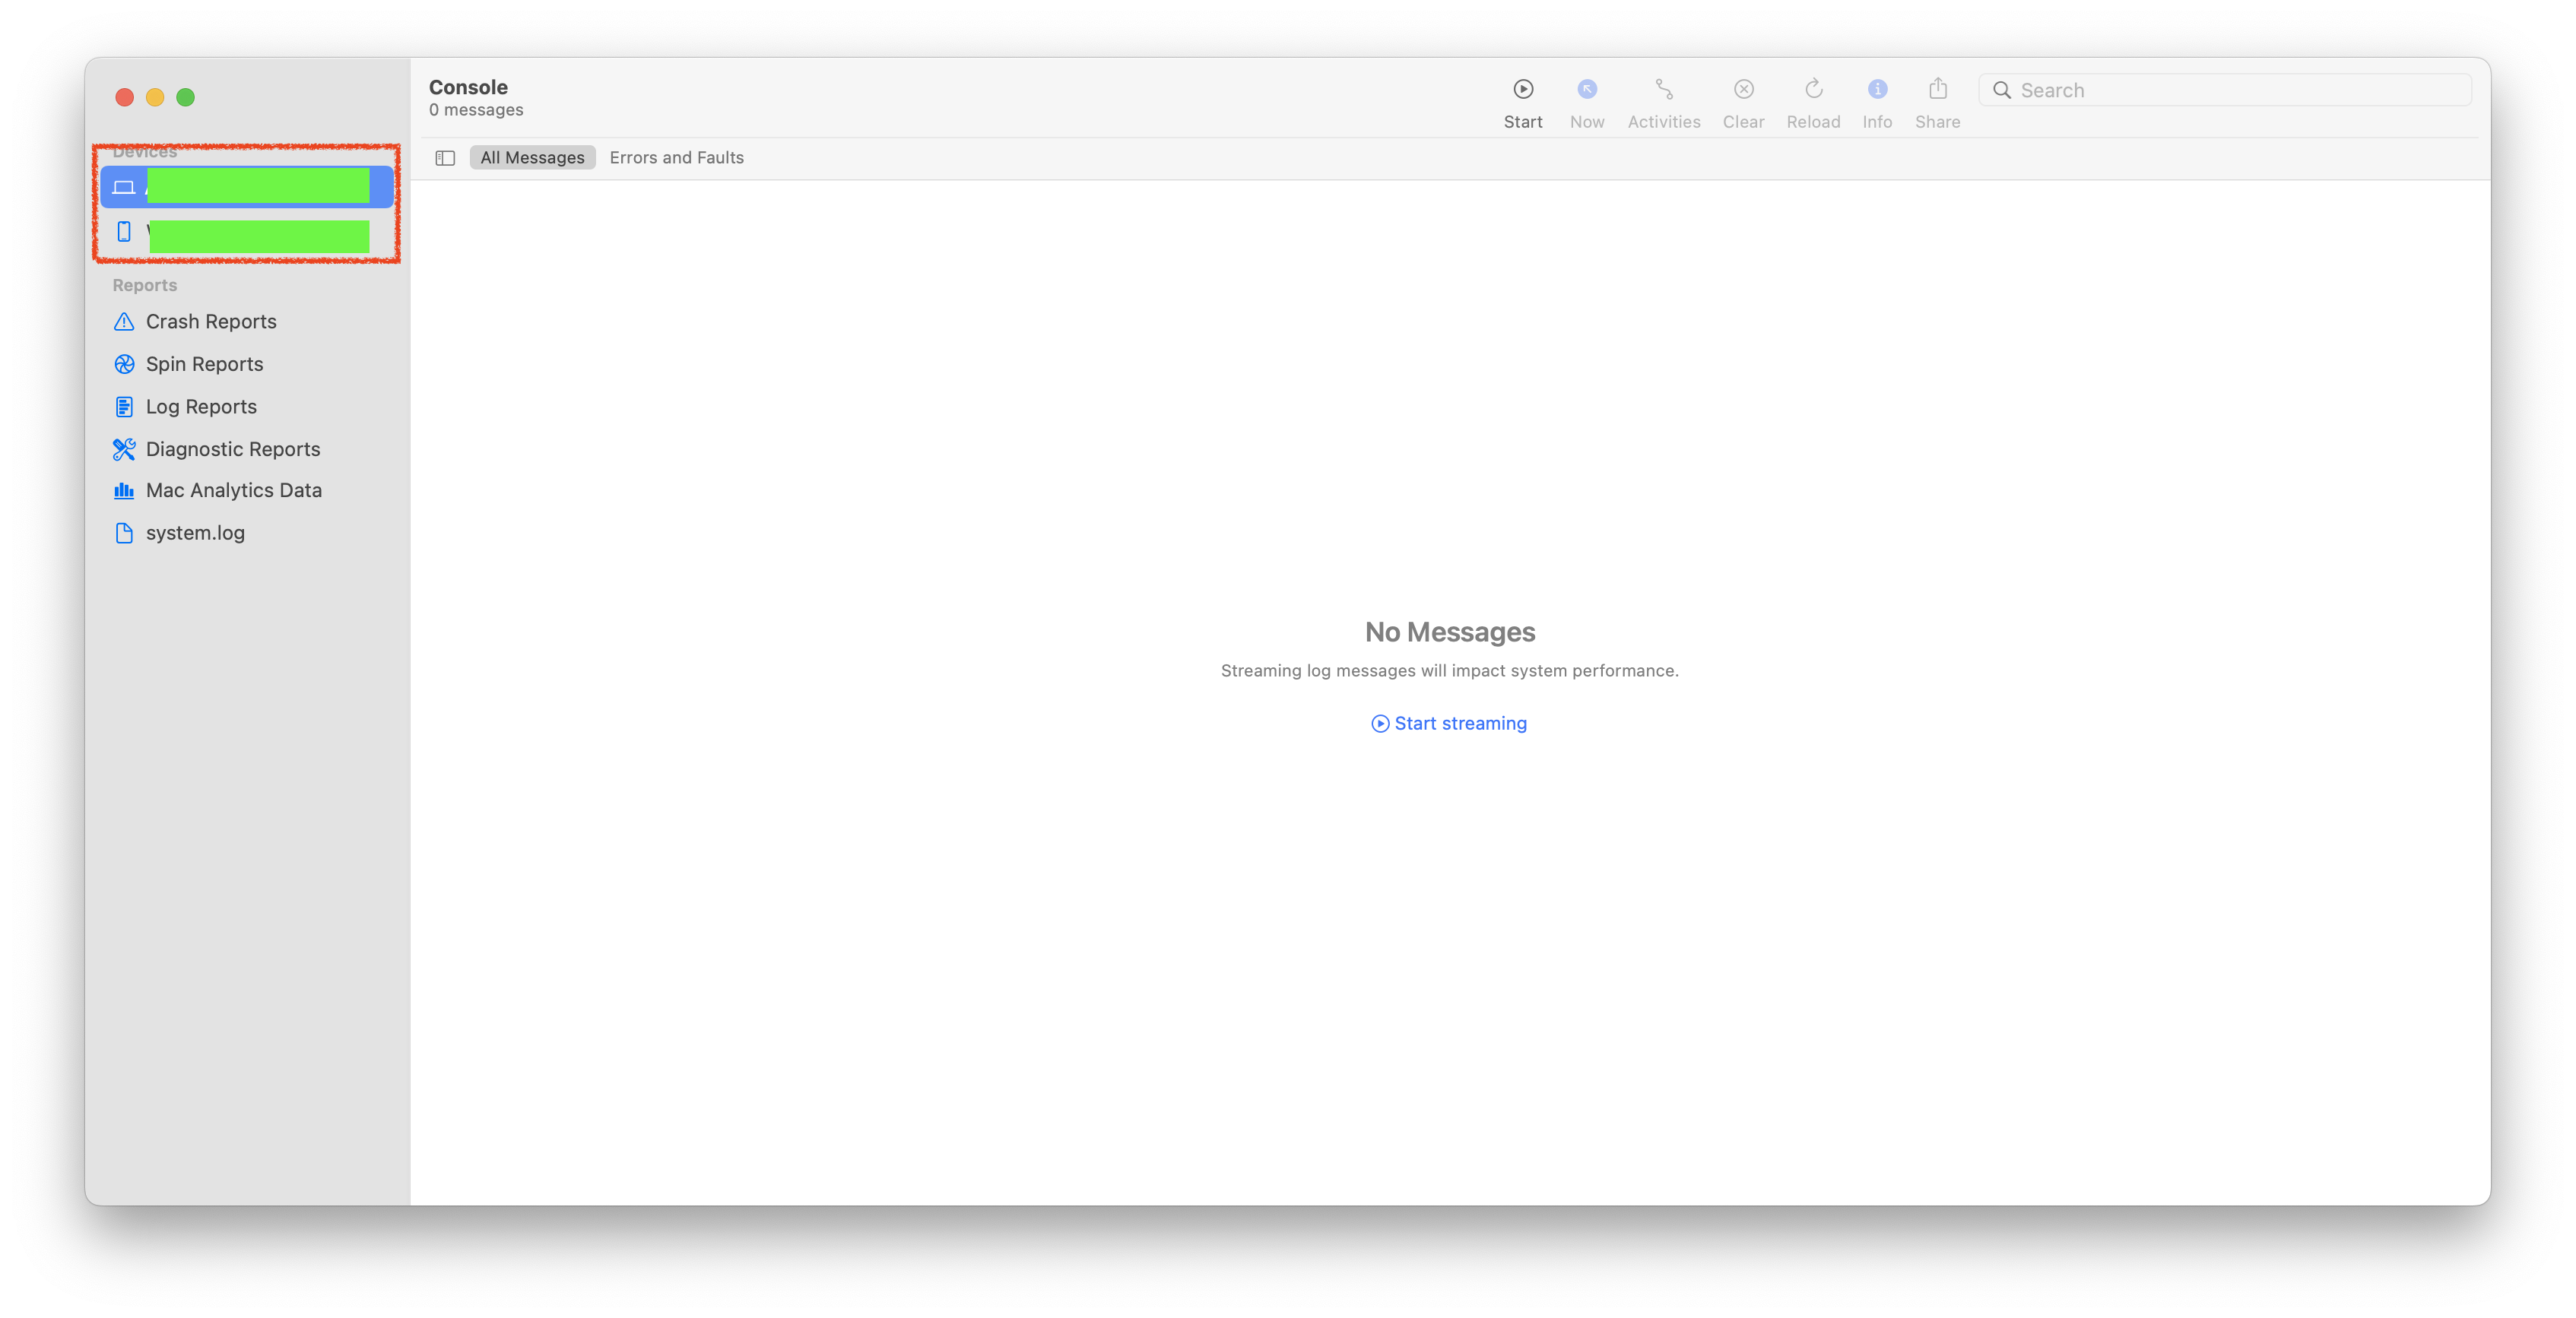 Console
0 messages
Start
Now
Activities
Clear
Reload
Info
Share
Search
All Messages
Errors and Faults
Devices
Reports
Crash Reports
Spin Reports
Log Reports
Diagnostic Reports
Mac Analytics Data
system.log
No Messages
Streaming log messages will impact system performance.
Start streaming